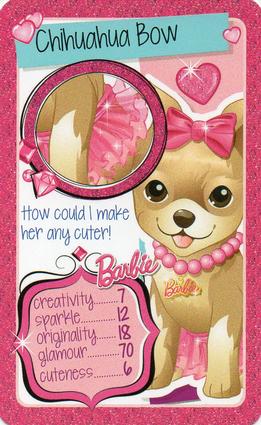 Chihuahua Bow
How could I make
her any cuter!
Barbie
creativity.......7
sparkle..........12
originality......18
glamour.......70
cuteness.......6
Barbie